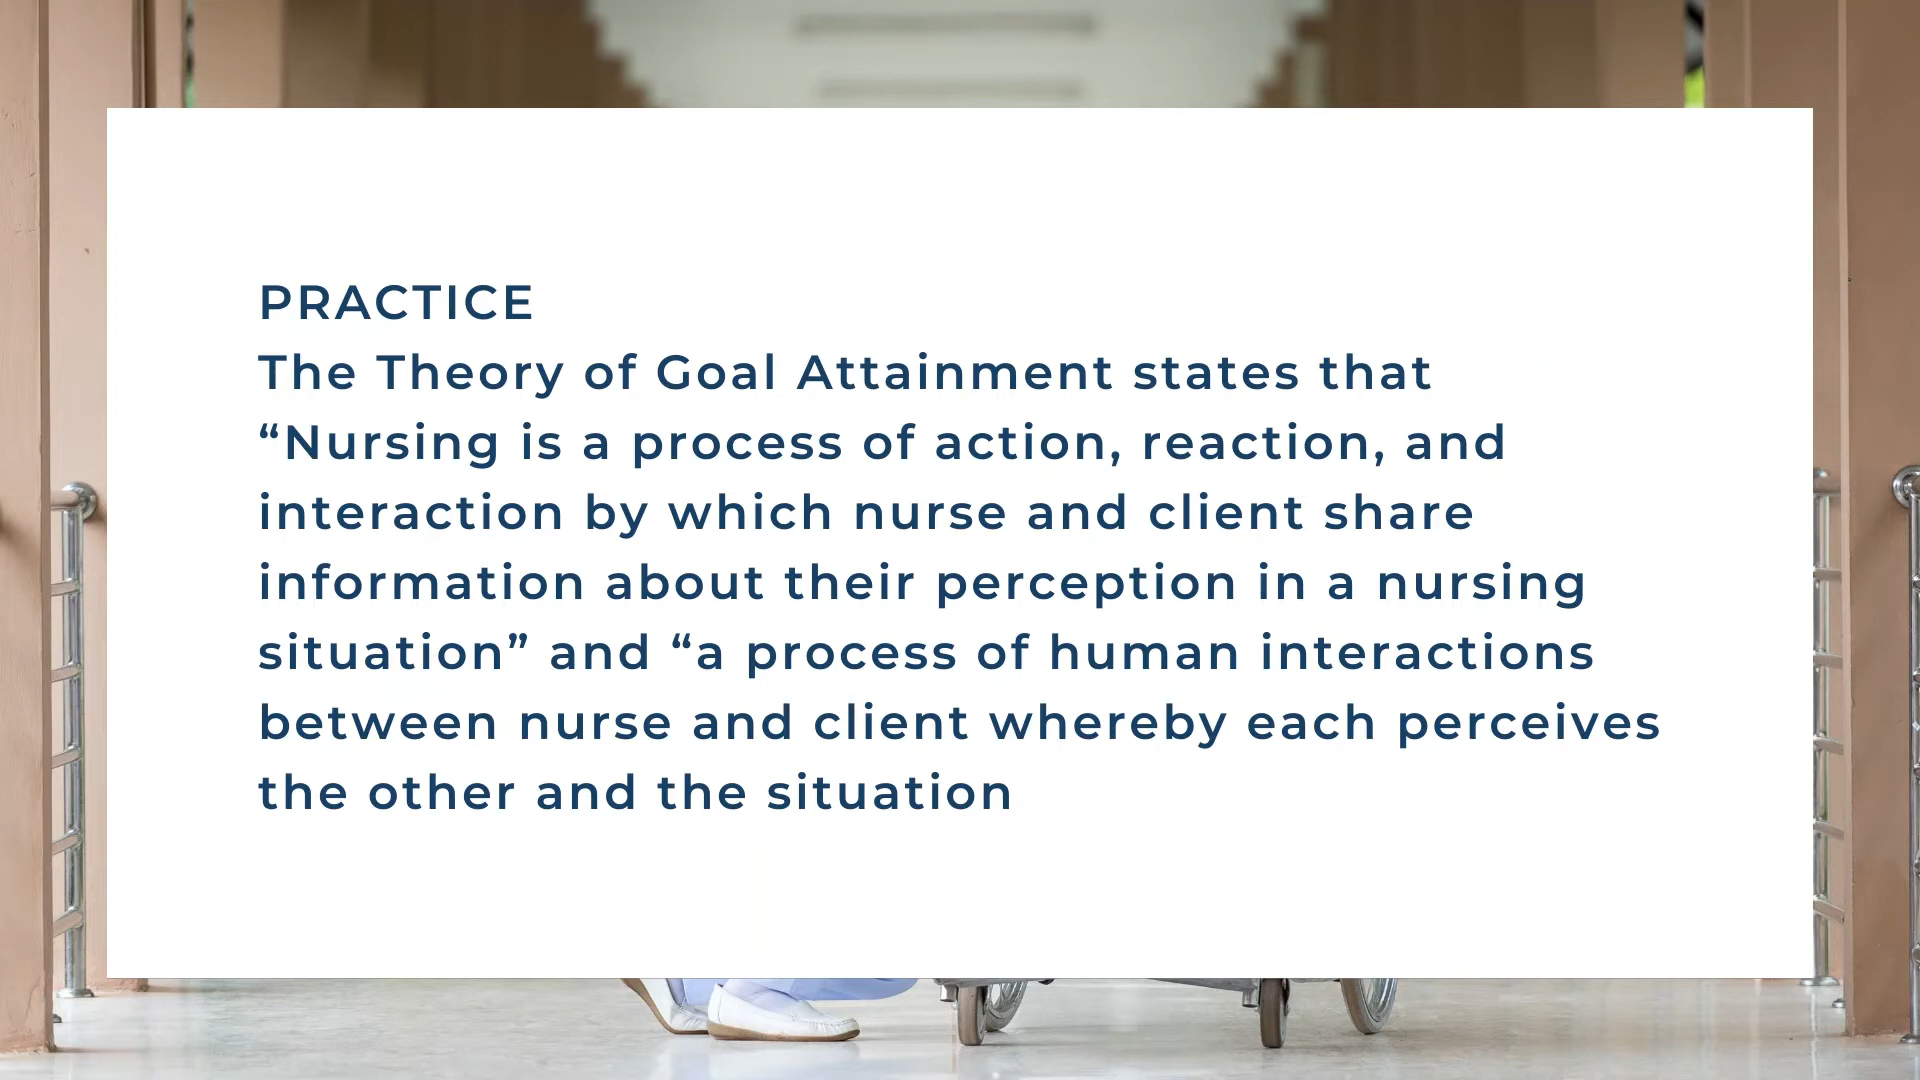 PRACTICE
The Theory of Goal Attainment states that
“Nursing is a process of action, reaction, and
interaction by which nurse and client share
information about their perception in a nursing
situation” and “a process of human interactions
between nurse and client whereby each perceives
the other and the situation